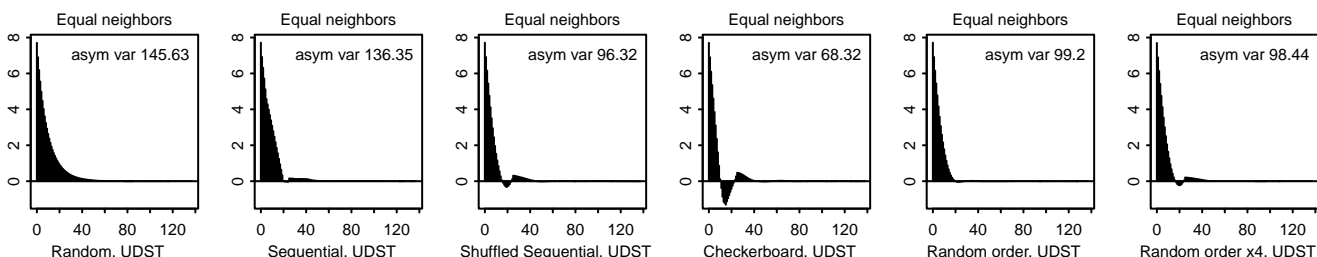 Equal neighbors
Equal neighbors
Equal neighbors
Equal neighbors
Equal neighbors
Equal neighbors
asym var 145.63
asym var 136.35
asym var 96.32
asym var 68.32
asym var 99.2
asym var 98.44
8
6
4
2
0
8
6
4
2
0
8
6
4
2
0
8
6
4
2
0
8
6
4
2
0
8
6
4
2
0
0 40 80 120
0 40 80 120
0 40 80 120
0 40 80 120
0 40 80 120
0 40 80 120
Random, UDST
Sequential, UDST
Shuffled Sequential, UDST
Checkerboard, UDST
Random order, UDST
Random order x4, UDST